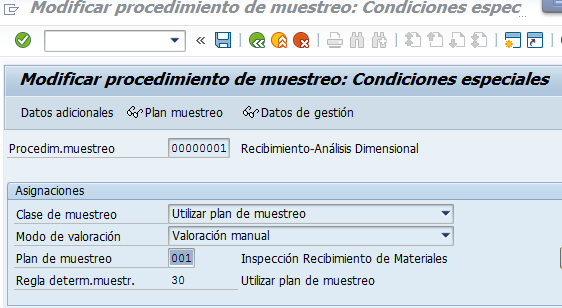 Modificar procedimiento de muestreo: Condiciones espec...
Modificar procedimiento de muestreo: Condiciones especiales
Datos adicionales Plan muestreo Datos de gestión
Procedim.muestreo 00000001 Recibimiento-Análisis Dimensional
Asignaciones
Clase de muestreo Utilizar plan de muestreo
Modo de valoración Valoración manual
Plan de muestreo 001 Inspección Recibimiento de Materiales
Regla determ.muestr. 30 Utilizar plan de muestreo